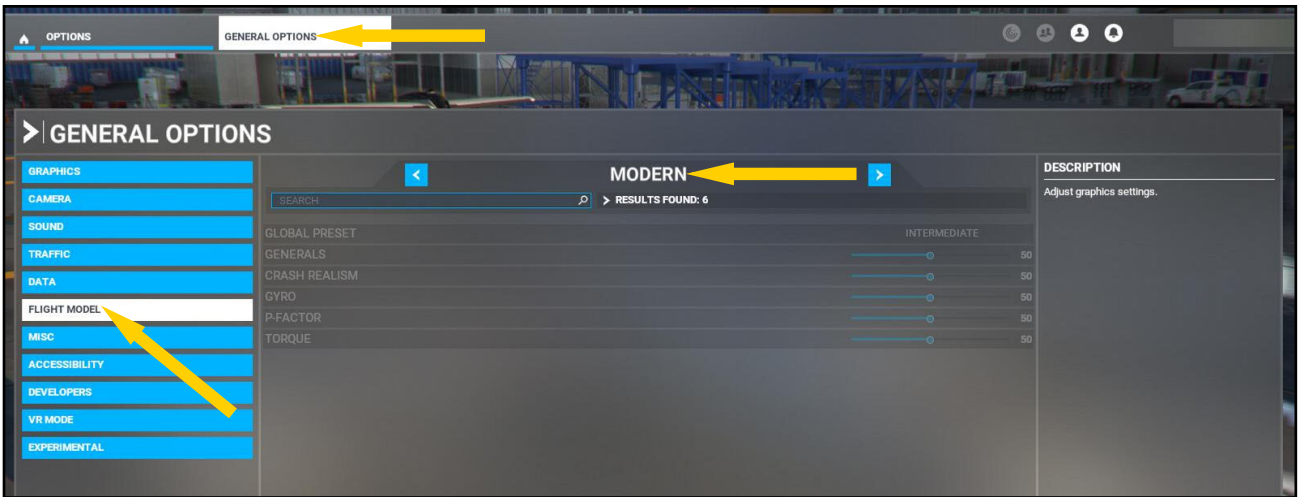 OPTIONS
GENERAL OPTIONS
GENERAL OPTIONS
GRAPHICS
CAMERA
SOUND
TRAFFIC
DATA
FLIGHT MODEL
MISC
ACCESSIBILITY
DEVELOPERS
VR MODE
EXPERIMENTAL
MODERN
SEARCH
RESULTS FOUND: 6
GLOBAL PRESET INTERMEDIATE
GENERALS 50
CRASH REALISM 50
GYRO 50
P-FACTOR 50
TORQUE 50
DESCRIPTION
Adjust graphics settings.